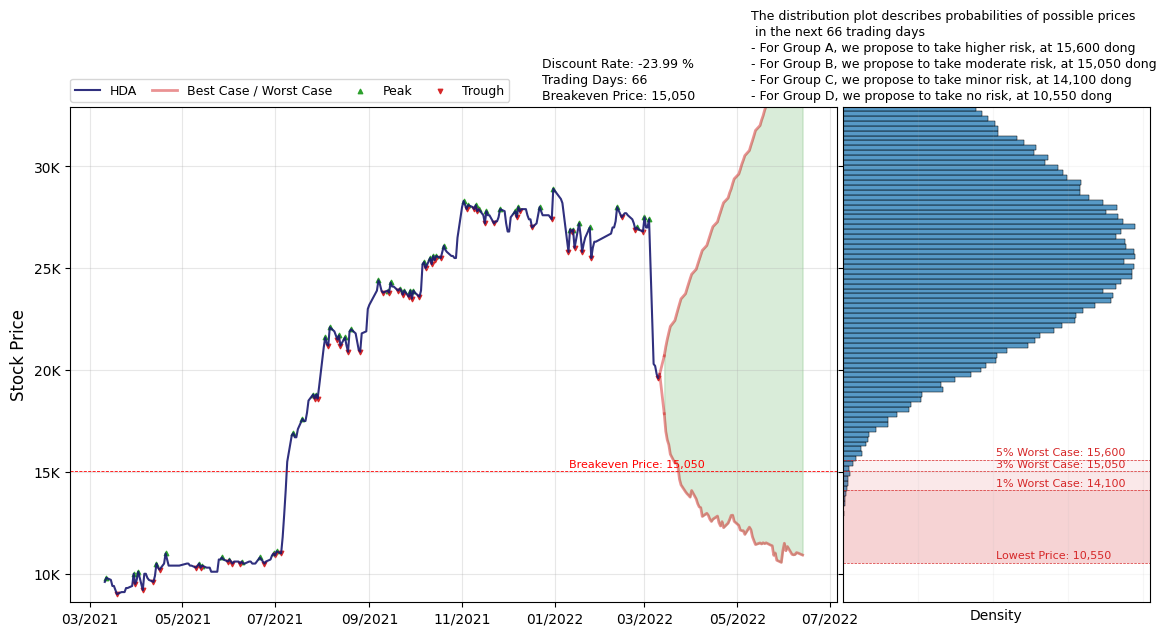 The distribution plot describes probabilities of possible prices
in the next 66 trading days
- For Group A, we propose to take higher risk, at 15,600 dong
- For Group B, we propose to take moderate risk, at 15,050 dong
- For Group C, we propose to take minor risk, at 14,100 dong
- For Group D, we propose to take no risk, at 10,550 dong
Discount Rate: -23.99 %
Trading Days: 66
Breakeven Price: 15,050
HDA
Best Case / Worst Case
Peak
Trough
Stock Price
30K
25K
20K
15K
10K
Breakeven Price: 15,050
5% Worst Case: 15,600
3% Worst Case: 15,050
1% Worst Case: 14,100
Lowest Price: 10,550
03/2021
05/2021
07/2021
09/2021
11/2021
01/2022
03/2022
05/2022
07/2022
Density